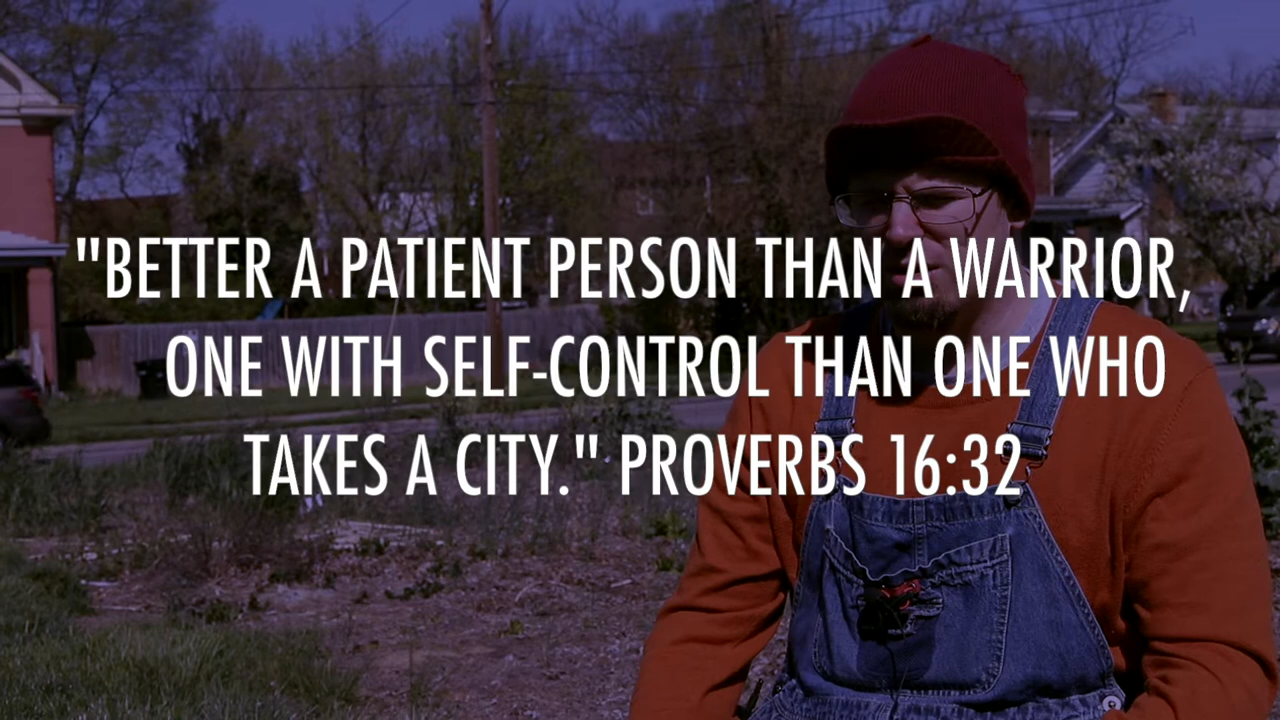 "BETTER A PATIENT PERSON THAN A WARRIOR,
ONE WITH SELF-CONTROL THAN ONE WHO
TAKES A CITY." PROVERBS 16:32